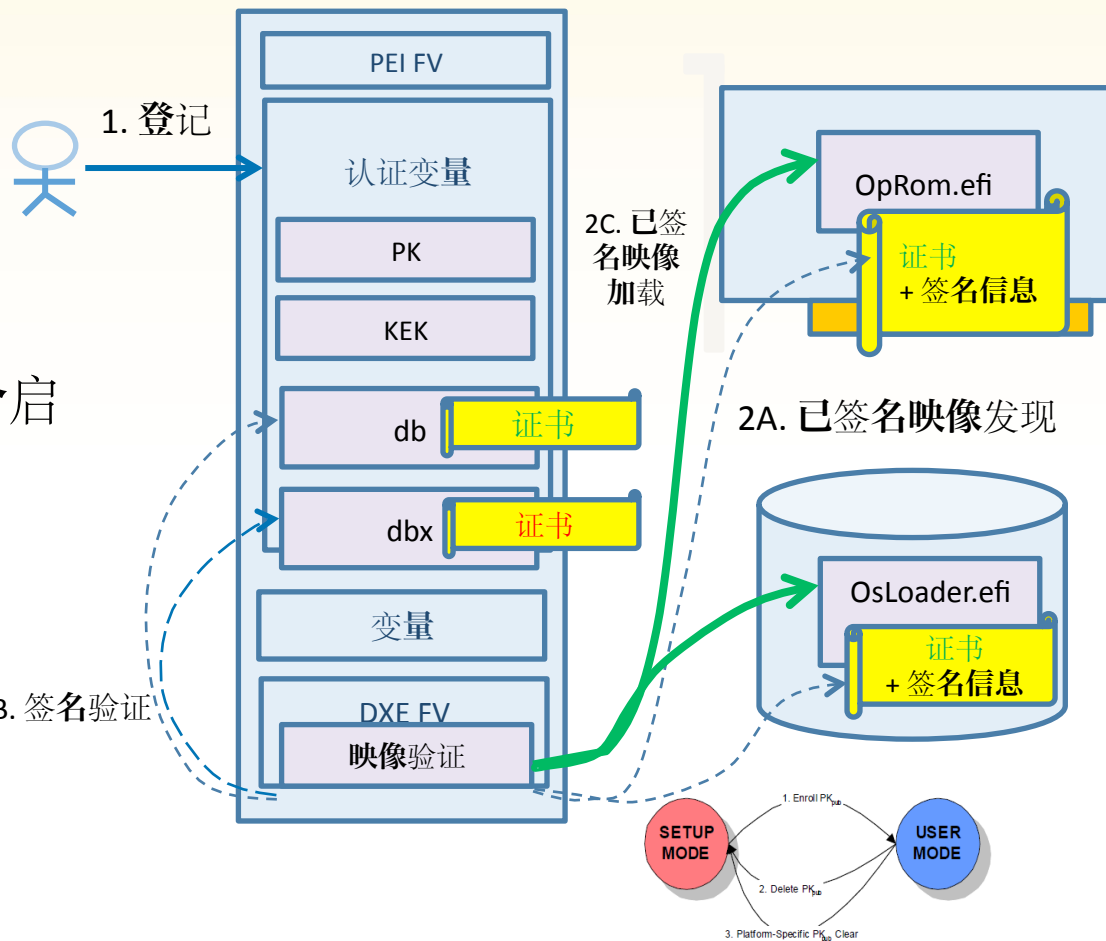 PEI FV
1. 登记
认证变量
PK
KEK
db
证书
dbx
证书
变量
DXE FV
映像验证
启
B. 签名验证
2C. 已签
名映像
加载
OpRom.efi
证书
+ 签名信息
2A. 已签名映像发现
OsLoader.efi
证书
+ 签名信息
SETUP
MODE
USER
MODE
1. Enroll PKpub
2. Delete PKpub
3. Platform-Specific PKpub Clear